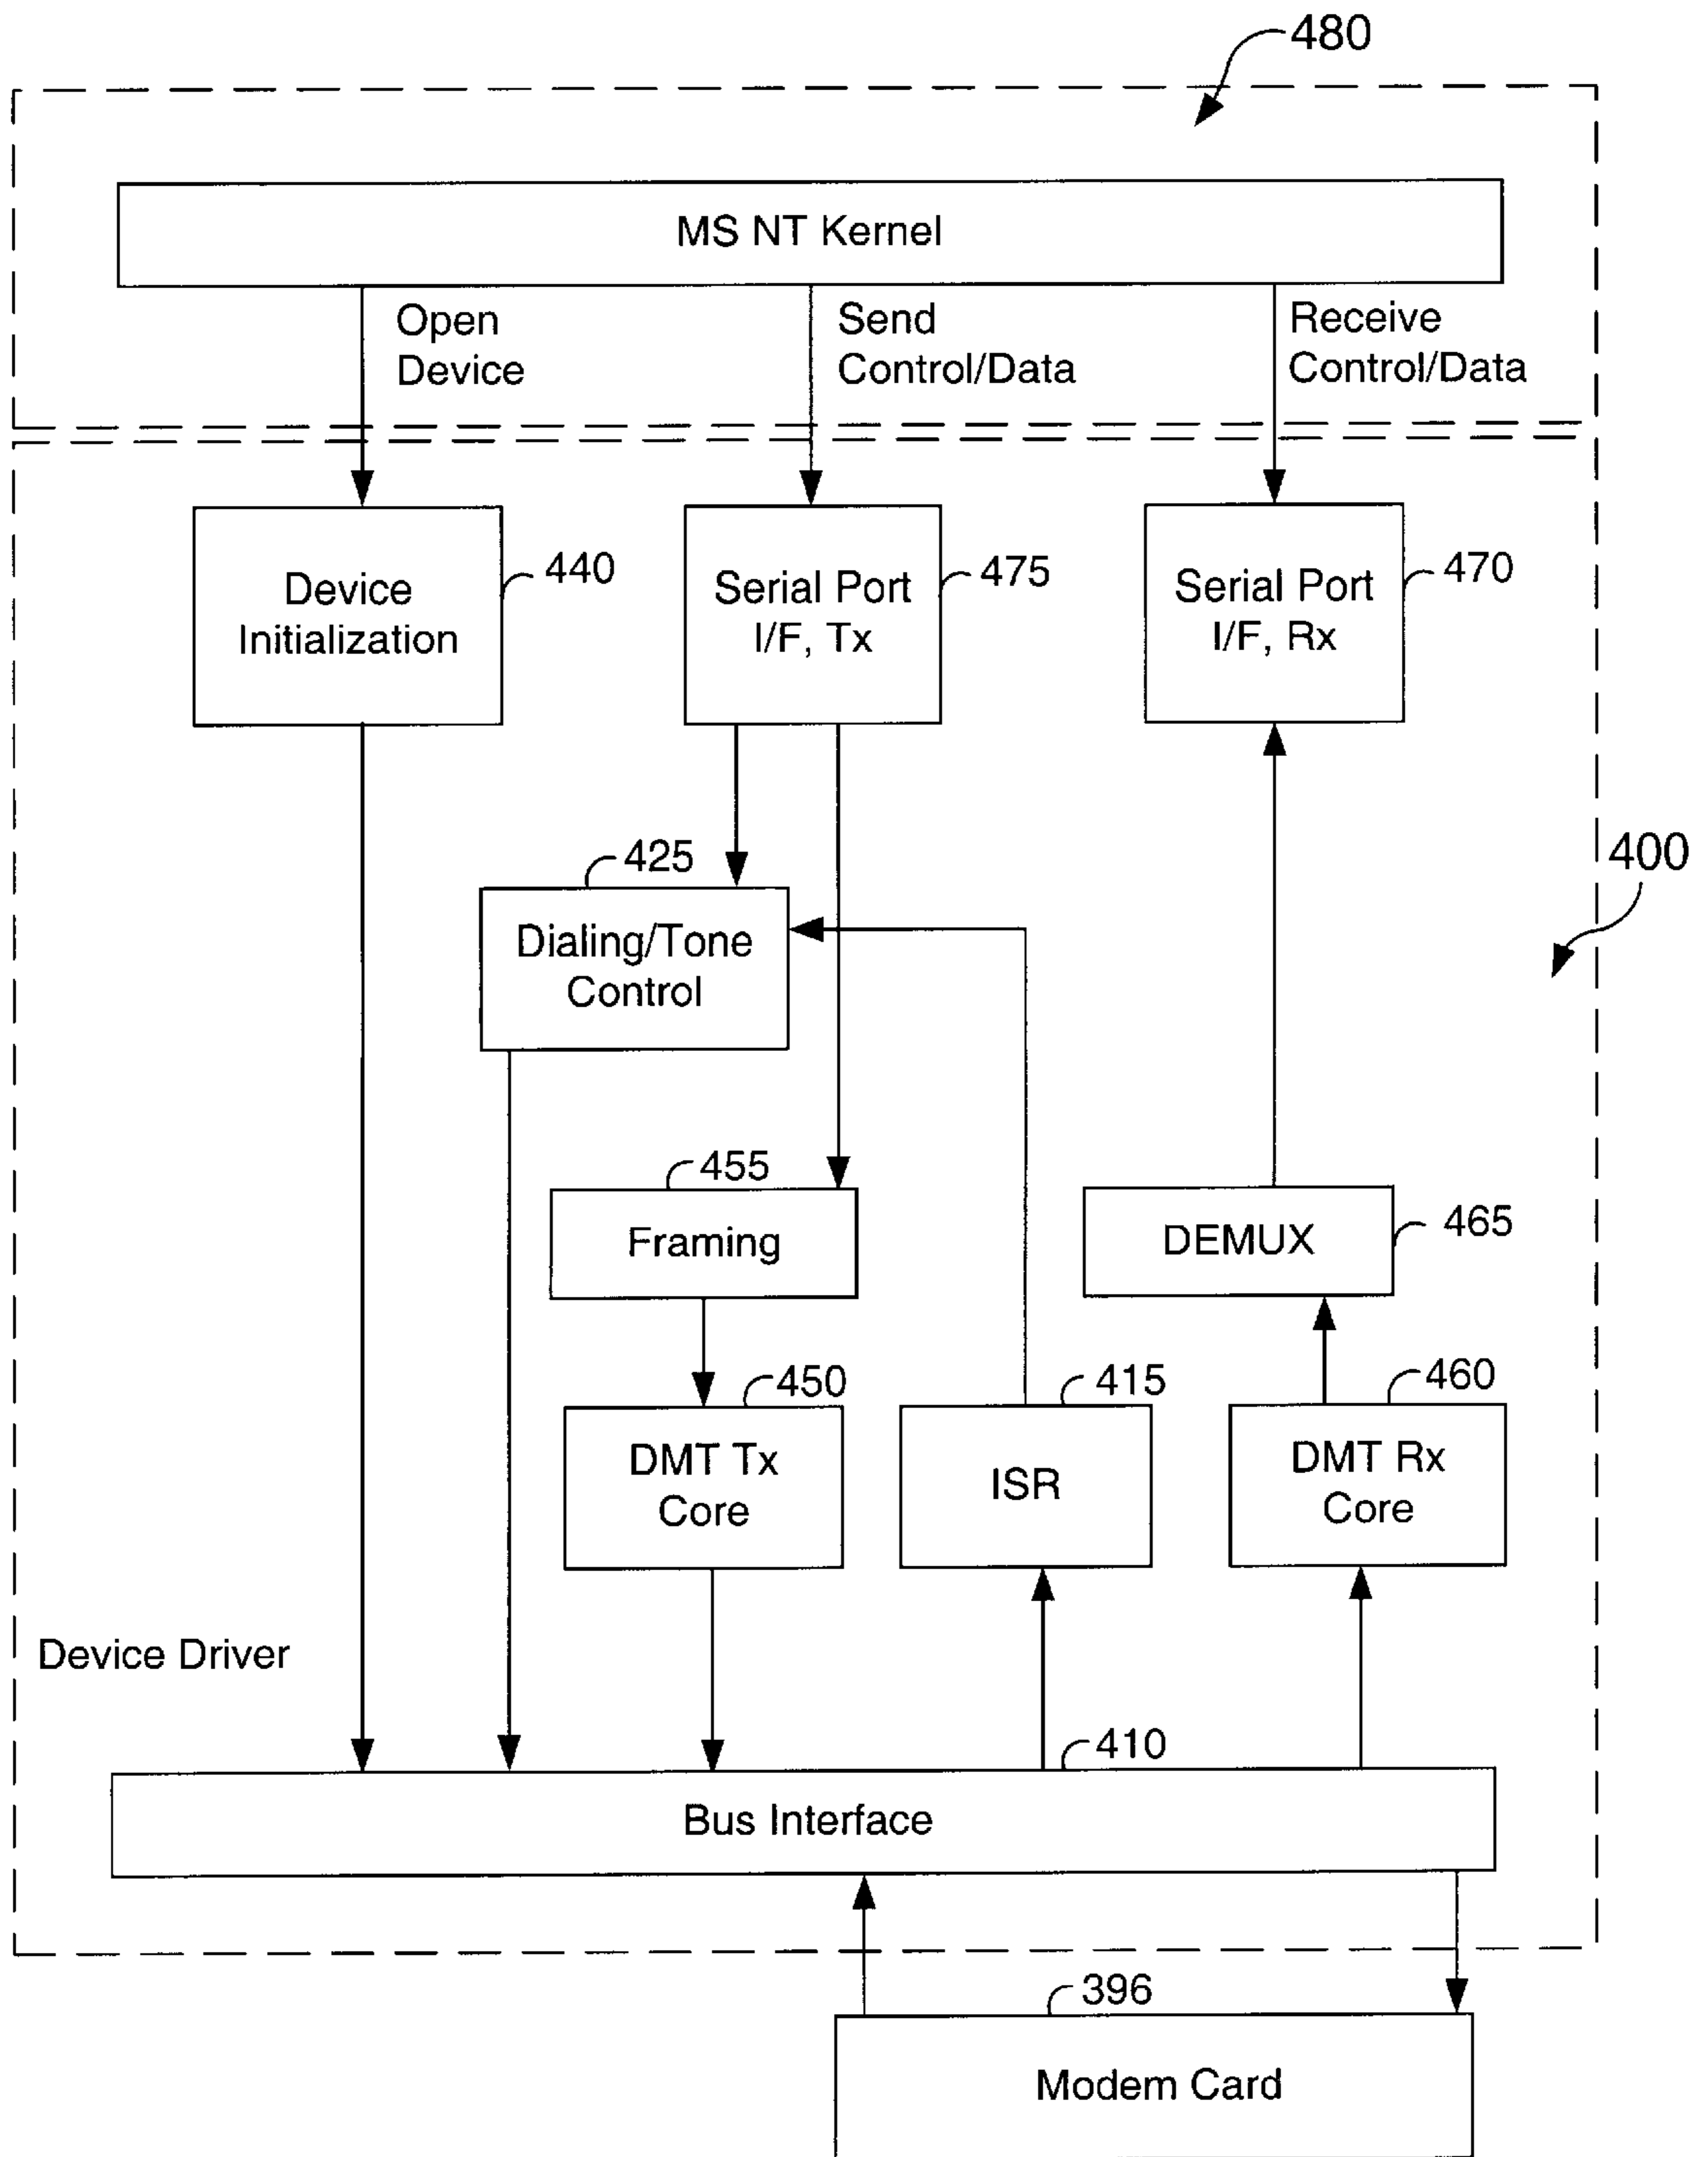 480
MS NT Kernel
Open
Device
Send
Control/Data
Receive
Control/Data
Device
Initialization
440
Serial Port
I/F, Tx
475
Serial Port
I/F, Rx
470
425
Dialing/Tone
Control
400
455
Framing
DEMUX
465
450
DMT Tx
Core
415
ISR
460
DMT Rx
Core
Device Driver
410
Bus Interface
396
Modem Card